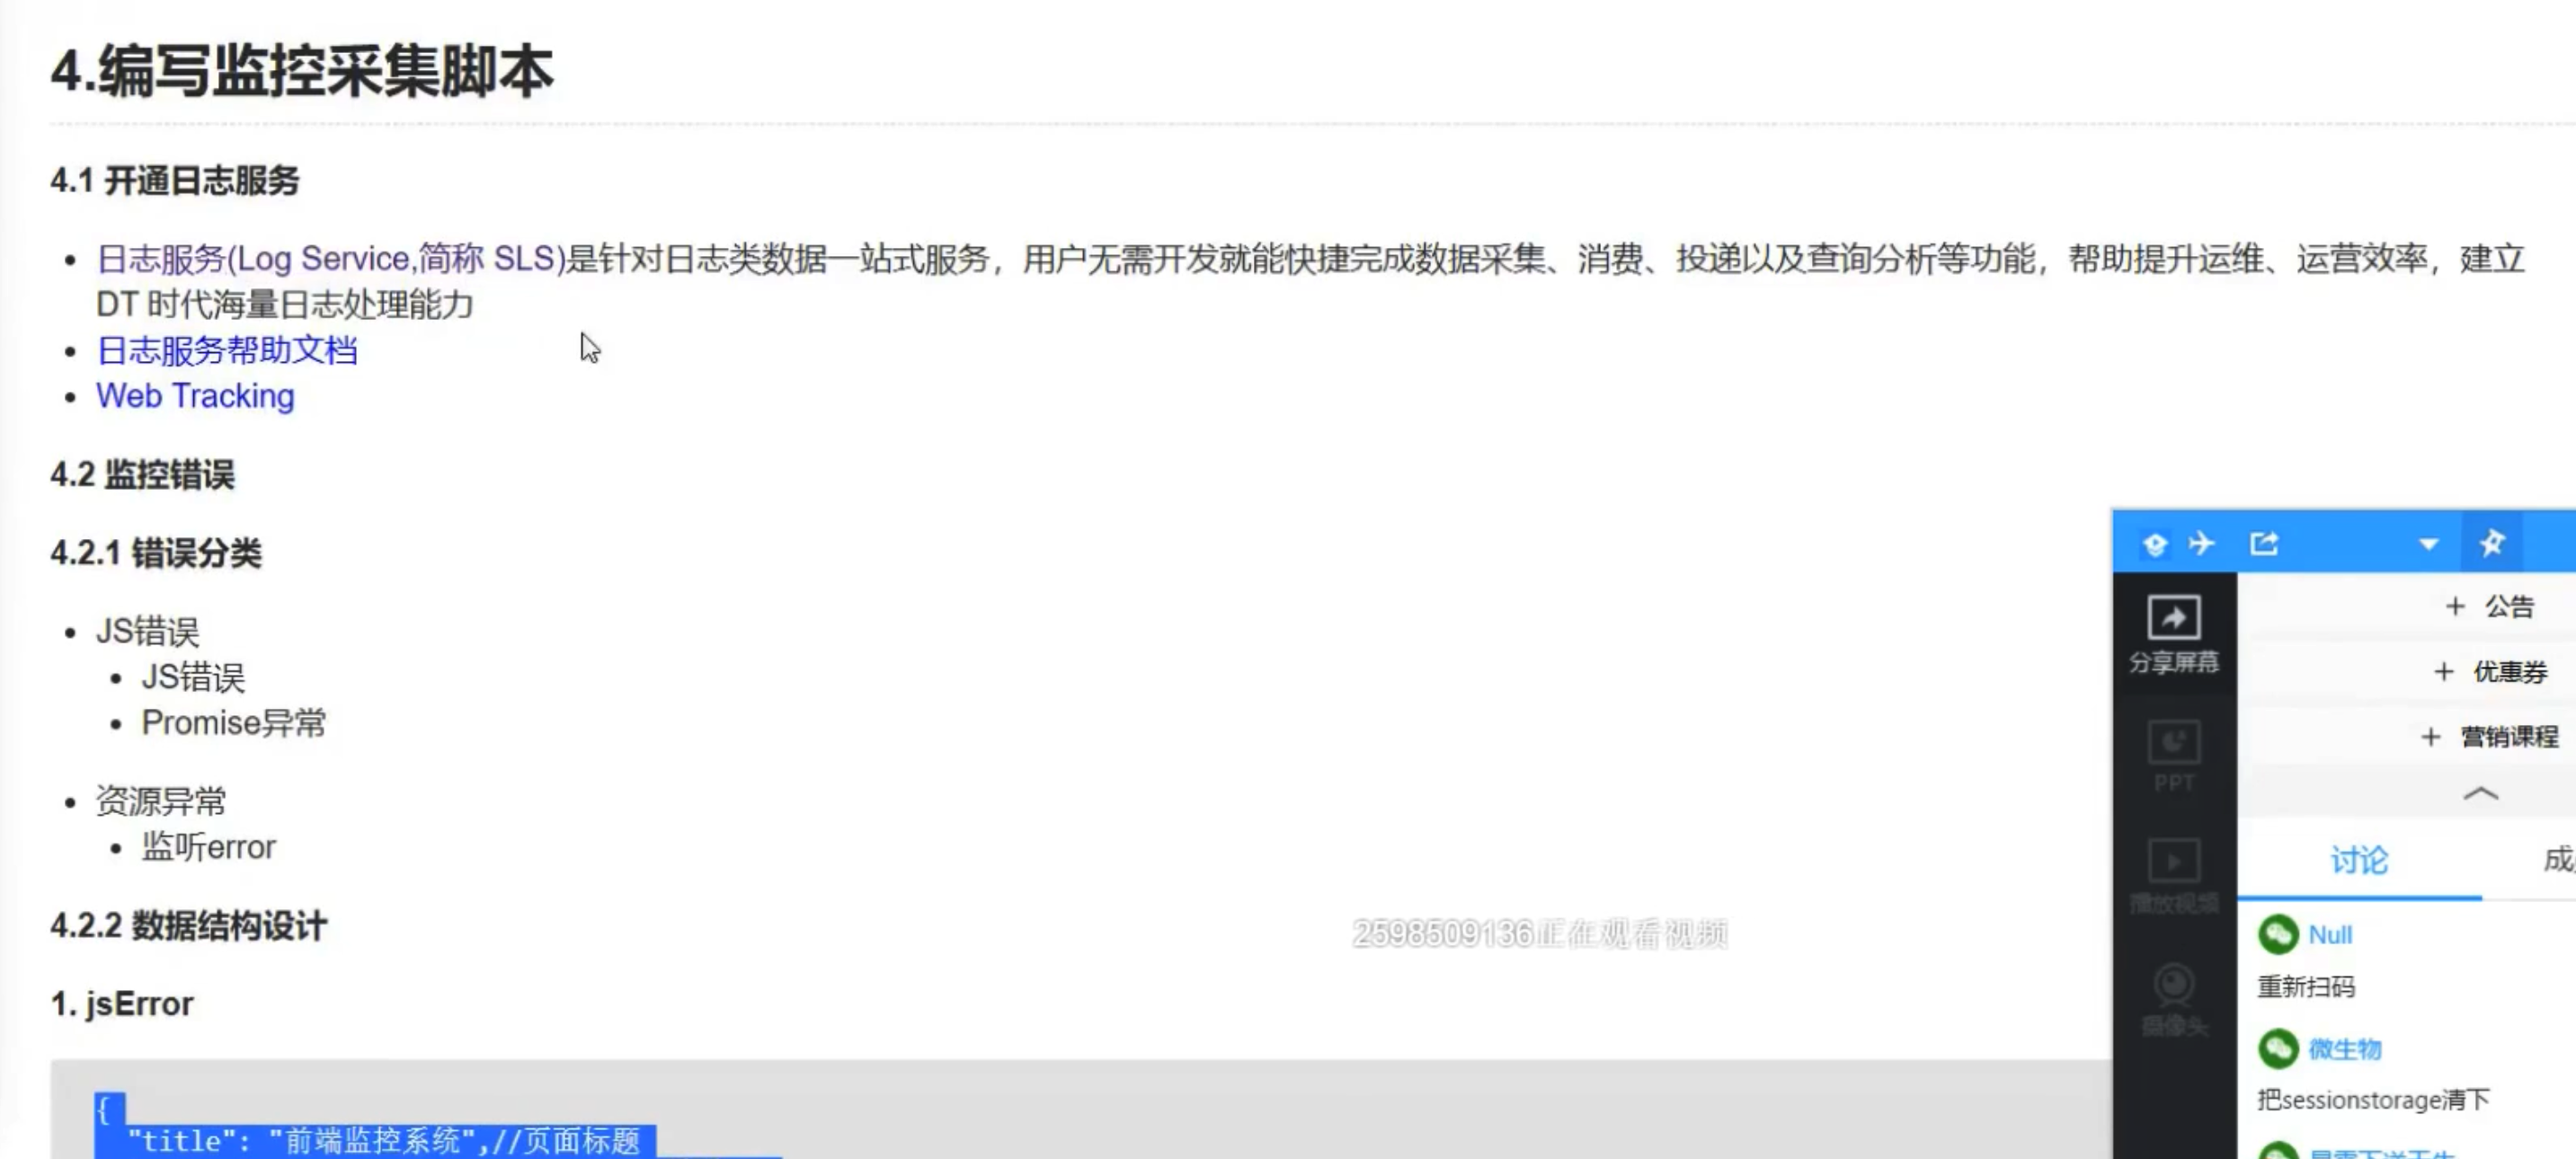 4.编写监控采集脚本
4.1 开通日志服务
日志服务(Log Service,简称 SLS)是针对日志类数据一站式服务，用户无需开发就能快捷完成数据采集、消费、投递以及查询分析等功能，帮助提升运维、运营效率，建立
DT 时代海量日志处理能力
日志服务帮助文档
Web Tracking
4.2 监控错误
4.2.1 错误分类
JS错误
JS错误
Promise异常
资源异常
监听error
4.2.2 数据结构设计
1. jsError
{
"title": "前端监控系统",//页面标题
2598509136正在观看视频
分享屏幕
PPT
播放视频
摄像头
+ 公告
+ 优惠券
+ 营销课程
讨论
成
Null
重新扫码
微生物
把sessionstorage清下